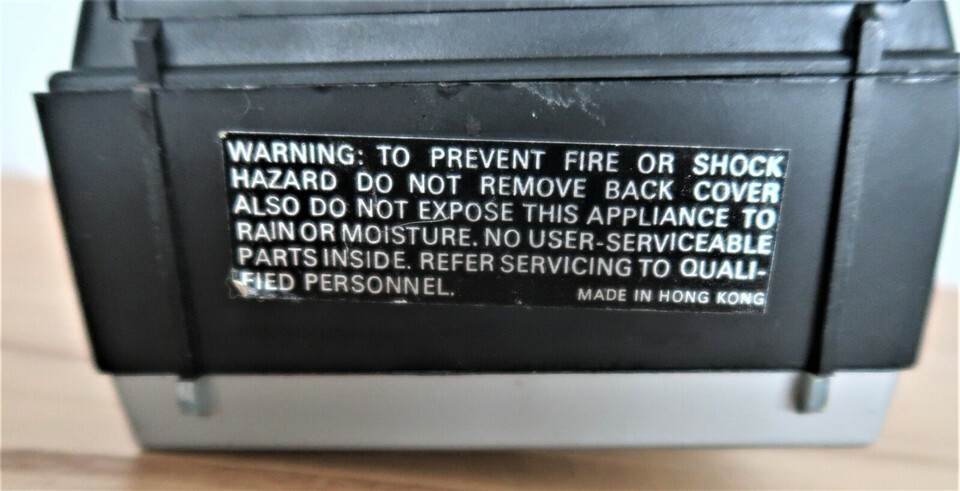 WARNING: TO PREVENT FIRE OR SHOCK
HAZARD DO NOT REMOVE BACK COVER
ALSO DO NOT EXPOSE THIS APPLIANCE TO
RAIN OR MOISTURE. NO USER-SERVICEABLE
PARTS INSIDE. REFER SERVICING TO QUALI-
FIED PERSONNEL.
MADE IN HONG KONG